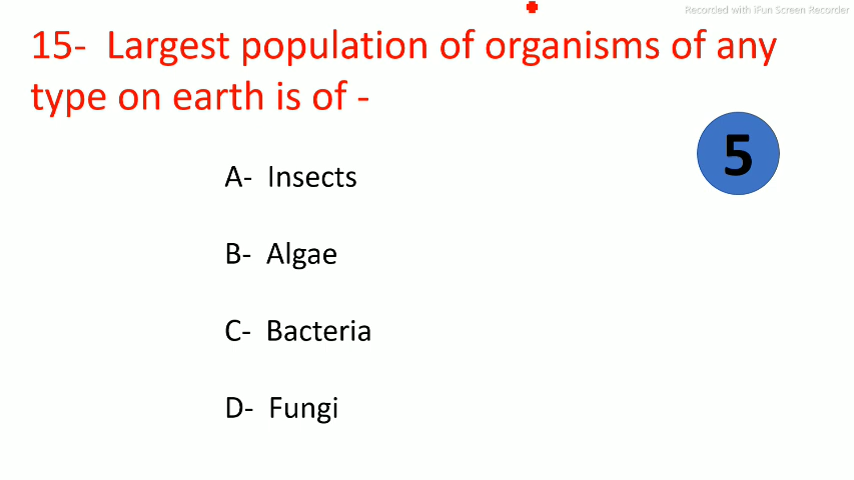 Recorded with iFun Screen Recorder
15- Largest population of organisms of any
type on earth is of -
5
A- Insects
B- Algae
C- Bacteria
D- Fungi